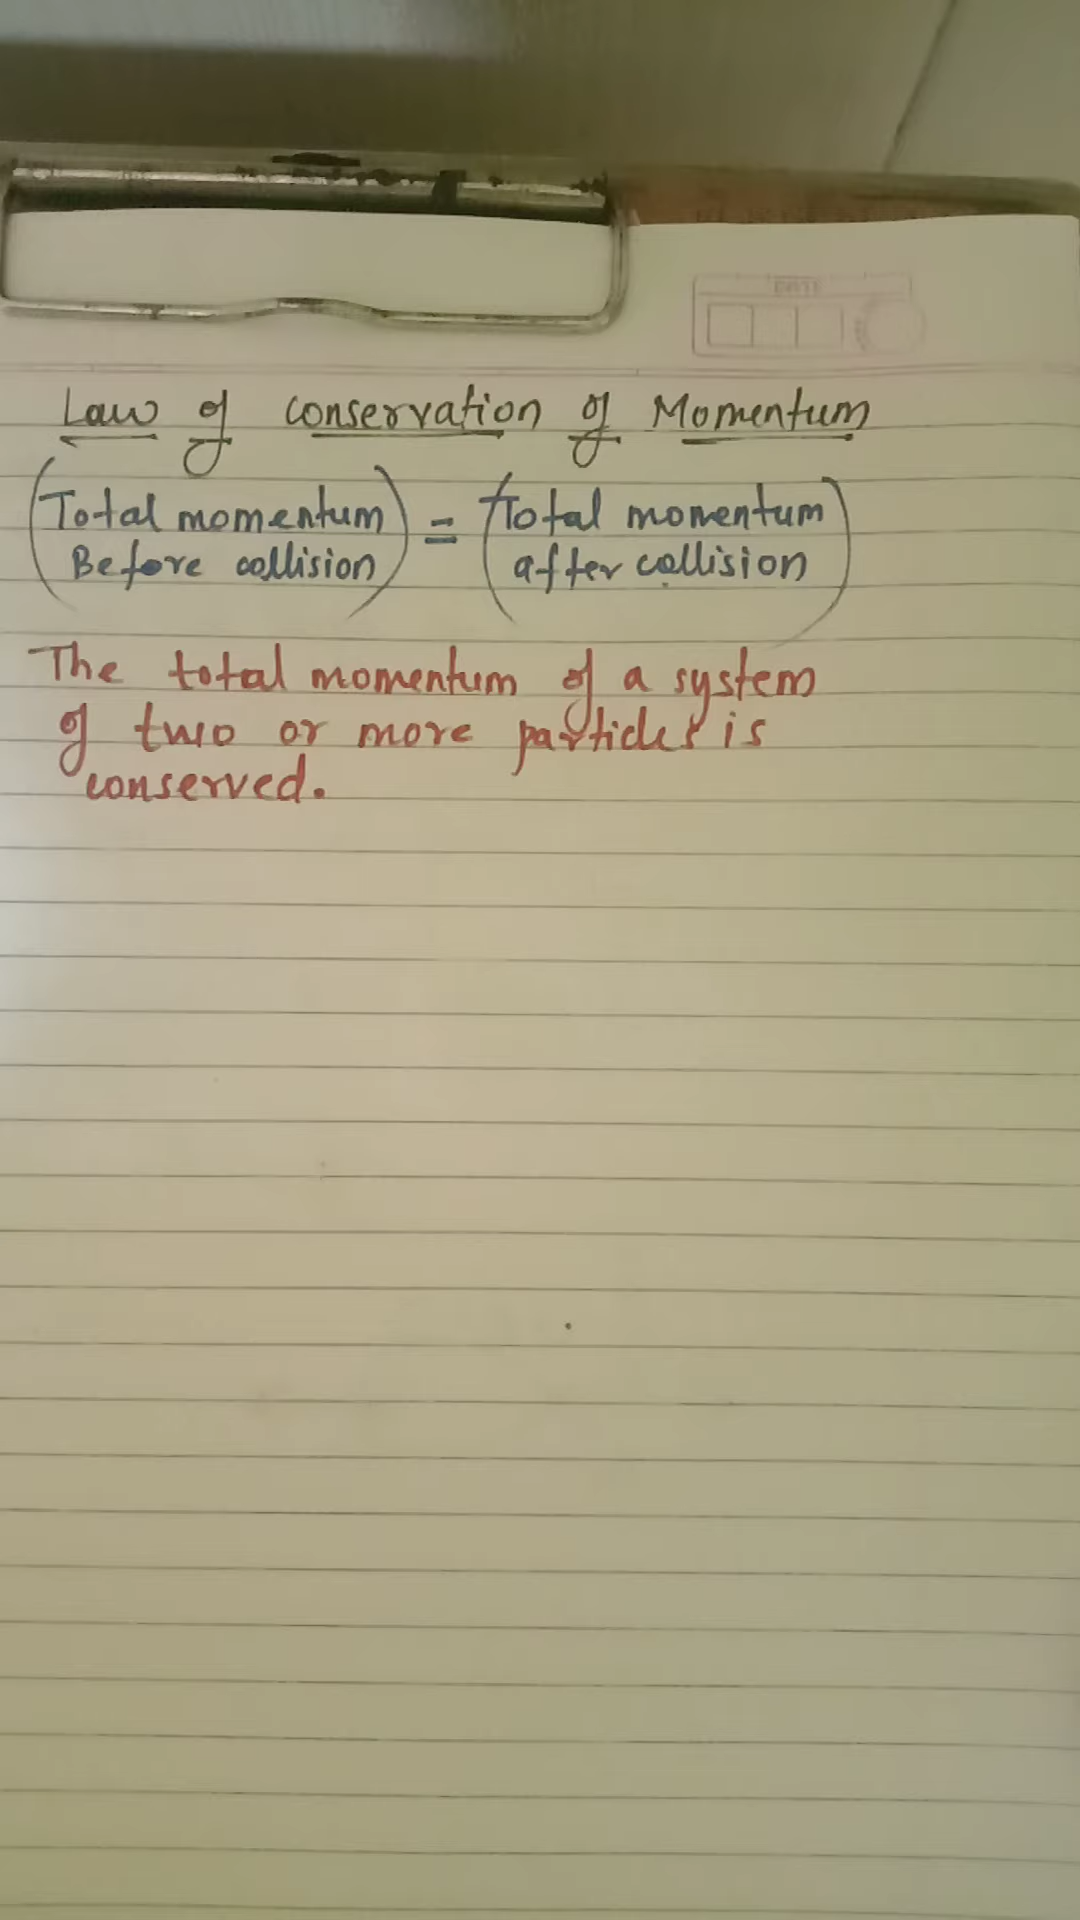 DATE
Law of conservation of Momentum
(Total momentum Before collision) = (Total momentum after collision)
The total momentum of a system
of two or more particles is
conserved.